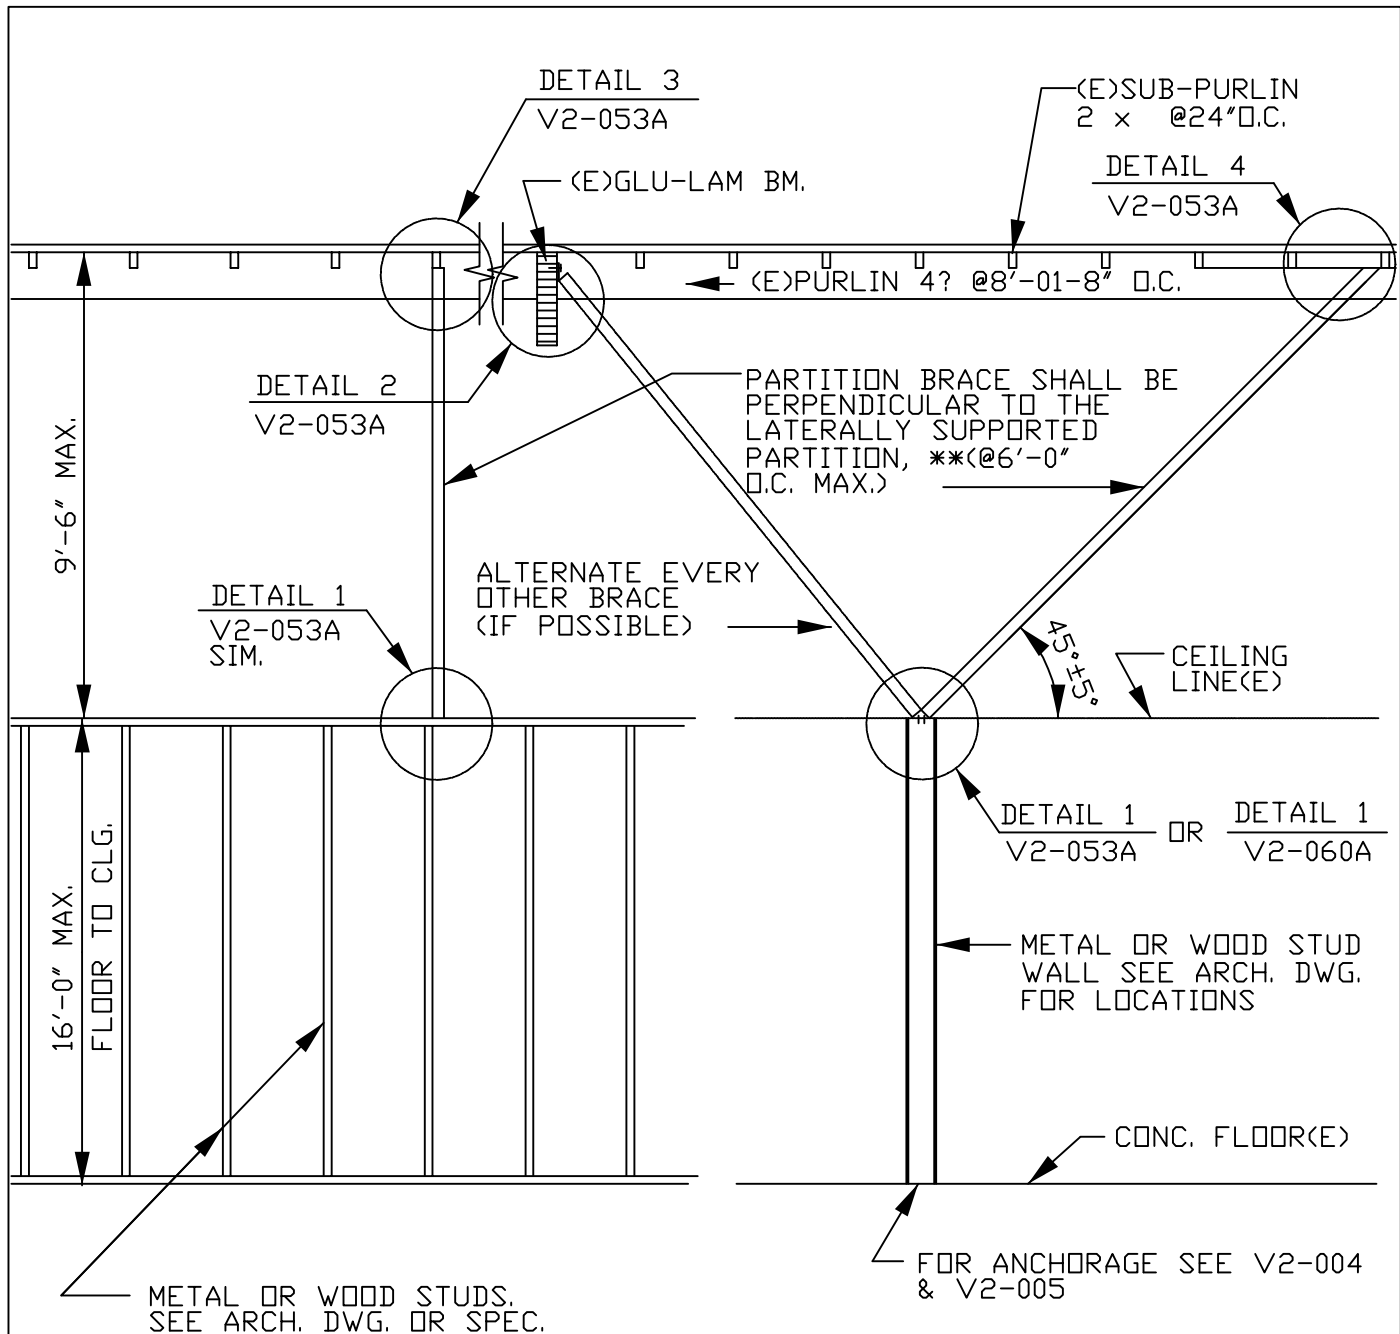 DETAIL 3
V2-053A
(E)SUB-PURLIN
2 x @24"O.C.
DETAIL 4
V2-053A
(E)GLU-LAM BM.
(E)PURLIN 4? @8'-01-8" O.C.
DETAIL 2
V2-053A
PARTITION BRACE SHALL BE
PERPENDICULAR TO THE
LATERALLY SUPPORTED
PARTITION, **(@6'-0"
O.C. MAX.)
9'-6" MAX.
ALTERNATE EVERY
OTHER BRACE
(IF POSSIBLE)
DETAIL 1
V2-053A
SIM.
45°±5°
CEILING
LINE(E)
DETAIL 1
V2-053A
OR
DETAIL 1
V2-060A
16'-0" MAX.
FLOOR TO CLG.
METAL OR WOOD STUD
WALL SEE ARCH. DWG.
FOR LOCATIONS
CONC. FLOOR(E)
FOR ANCHORAGE SEE V2-004
& V2-005
METAL OR WOOD STUDS.
SEE ARCH. DWG. OR SPEC.